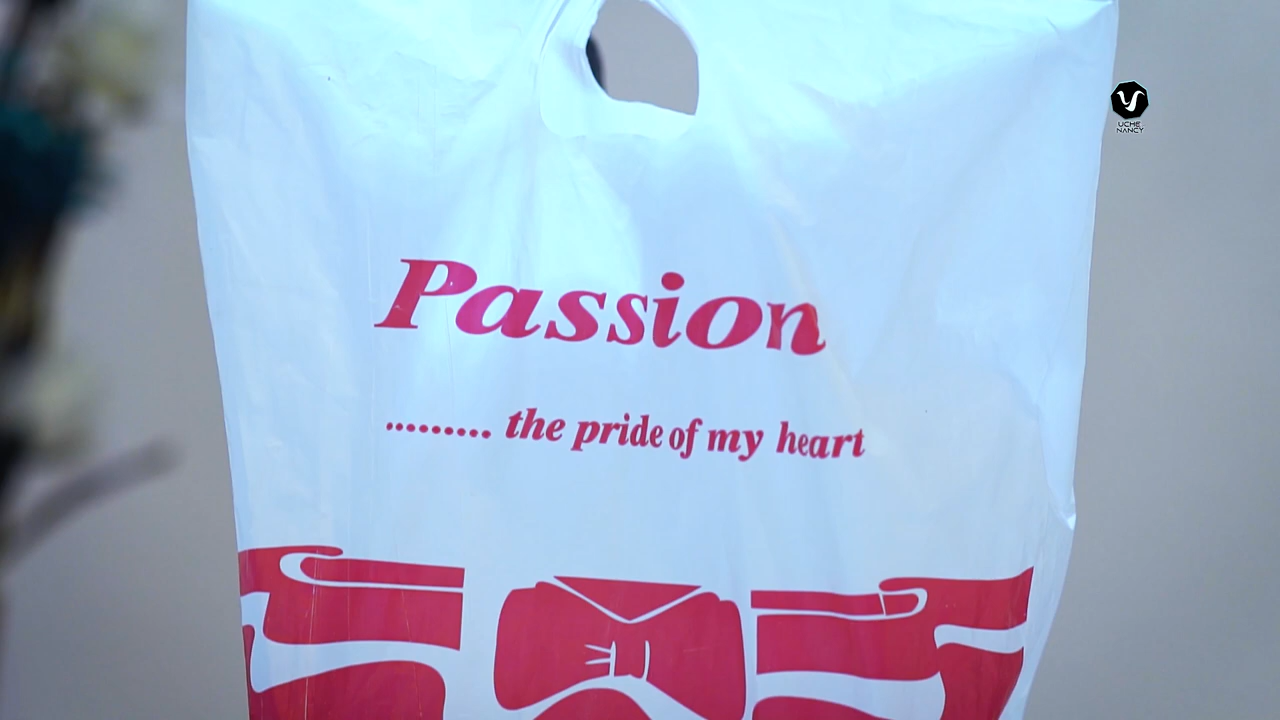 UCHE
NANCY
Passion
......... the pride of my heart